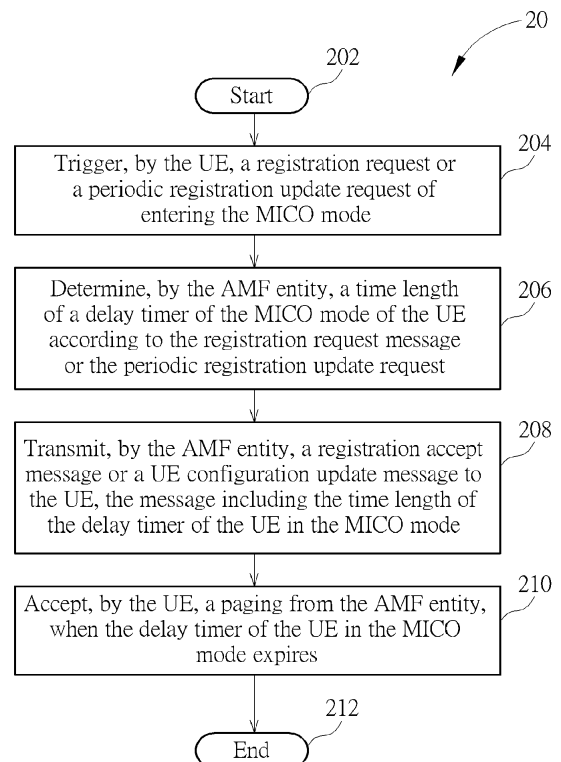 20
202
Start
204
Trigger, by the UE, a registration request or
a periodic registration update request of
entering the MICO mode
206
Determine, by the AMF entity, a time length
of a delay timer of the MICO mode of the UE
according to the registration request message
or the periodic registration update request
208
Transmit, by the AMF entity, a registration accept
message or a UE configuration update message to
the UE, the message including the time length of
the delay timer of the UE in the MICO mode
210
Accept, by the UE, a paging from the AMF entity,
when the delay timer of the UE in the MICO
mode expires
212
End